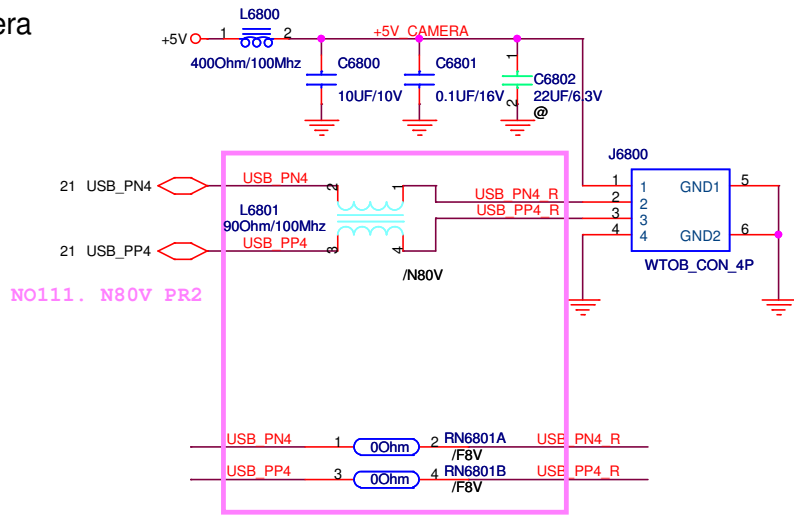 era
L6800
+5V
1
2
+5V_CAMERA
400Ohm/100Mhz
C6800
10UF/10V
C6801
0.1UF/16V
1
C6802
2
22UF/6.3V
@
J6800
21 USB_PN4
USB_PN4
2
1
USB_PN4_R
USB_PP4_R
1
2
3
4
1
2
3
4
GND1
GND2
5
6
WTOB_CON_4P
L6801
90Ohm/100Mhz
21 USB_PP4
USB_PP4
3
4
/N80V
NO111. N80V PR2
USB_PN4
1
0Ohm
2
RN6801A
/F8V
USB_PN4_R
USB_PP4
3
0Ohm
4
RN6801B
/F8V
USB_PP4_R